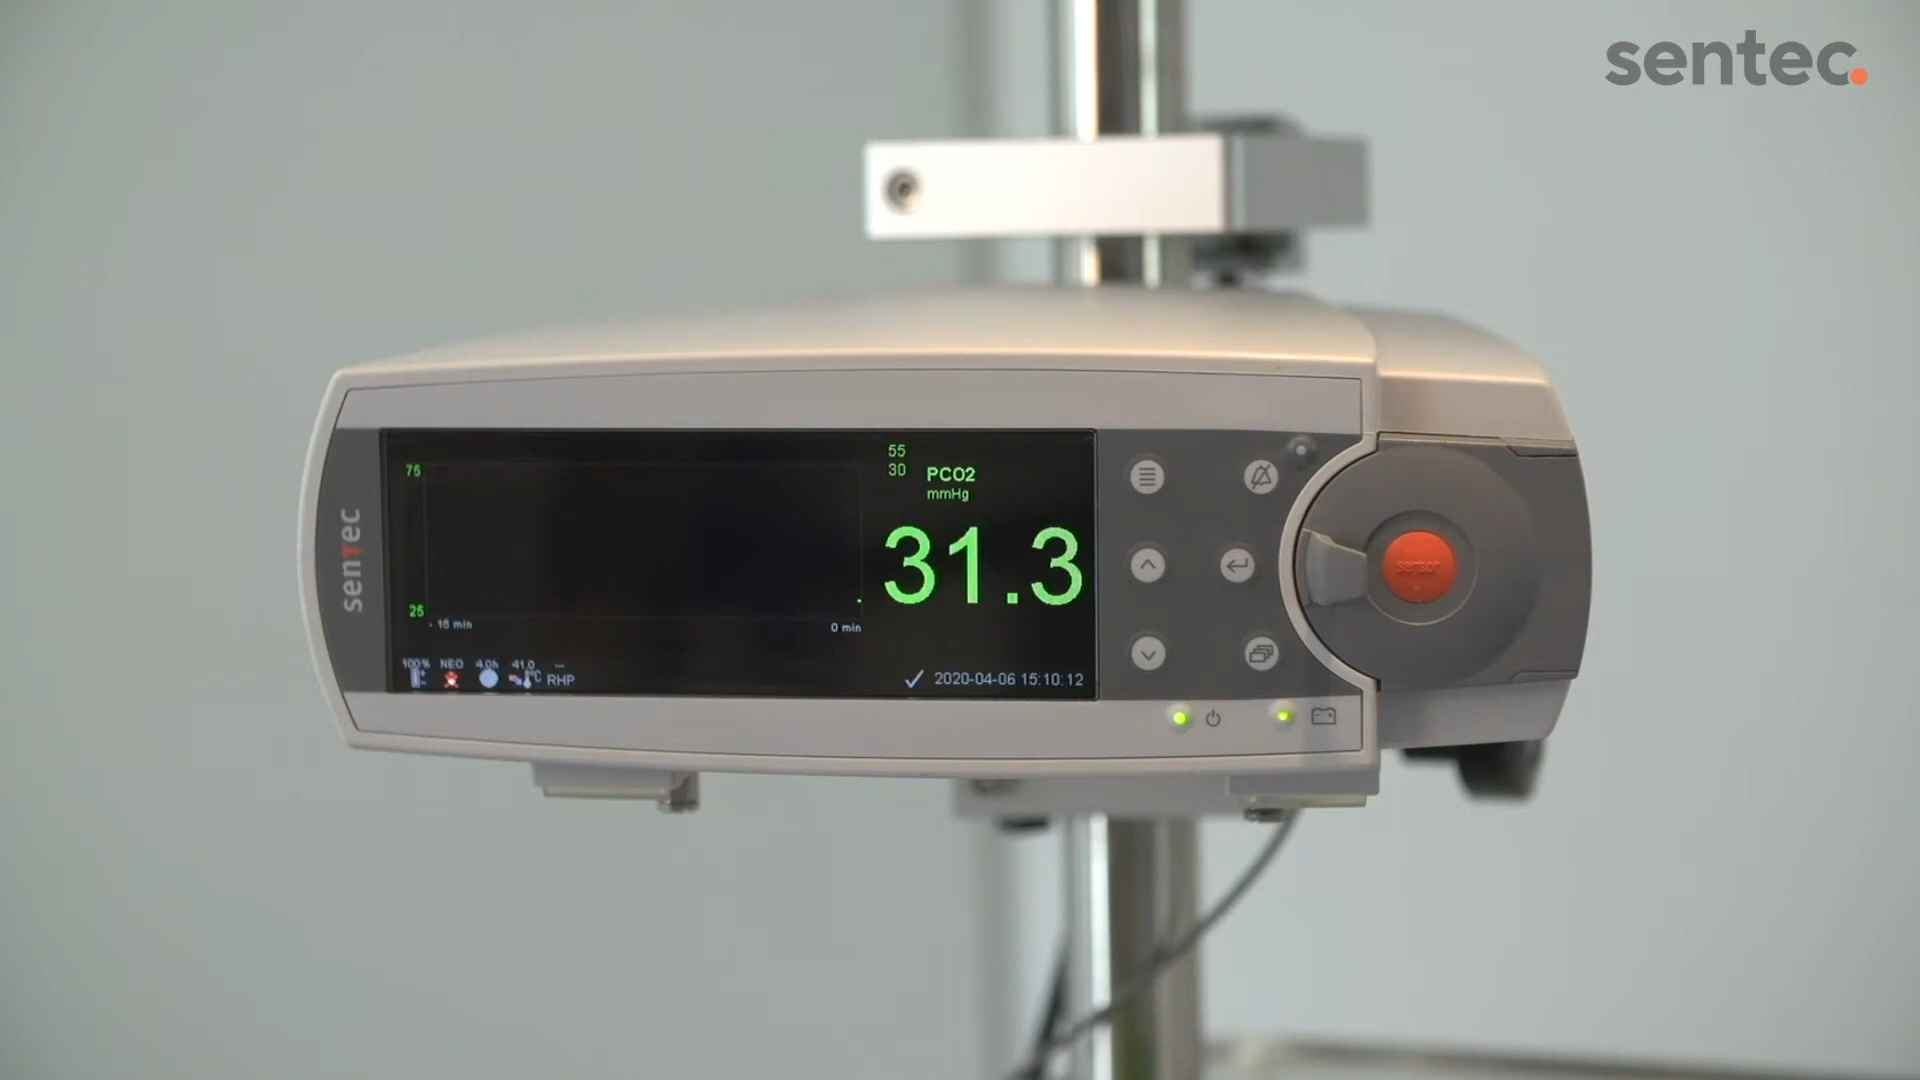 sentec.
75
55
30
PCO2
mmHg
31.3
25
- 15 min
0 min
100%
NEO
4.0h
41.0
--
°C
RHP
2020-04-06 15:10:12
sentec
sensor